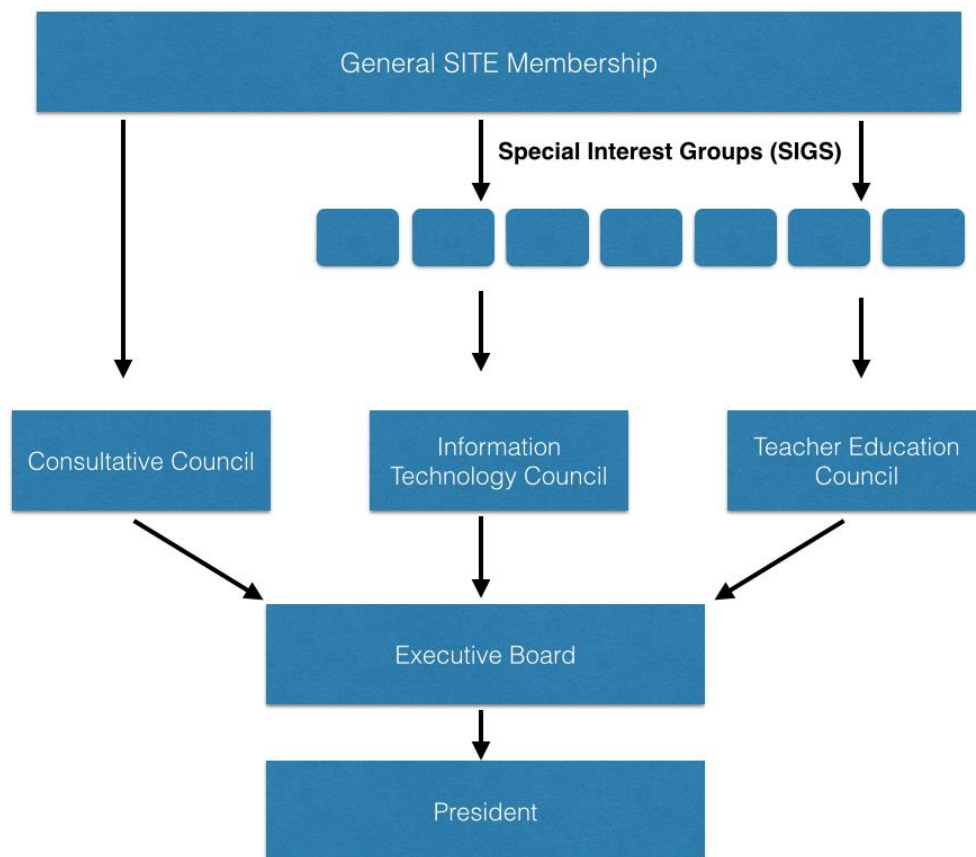 General SITE Membership
Special Interest Groups (SIGS)
Consultative Council
Information
Technology Council
Teacher Education
Council
Executive Board
President